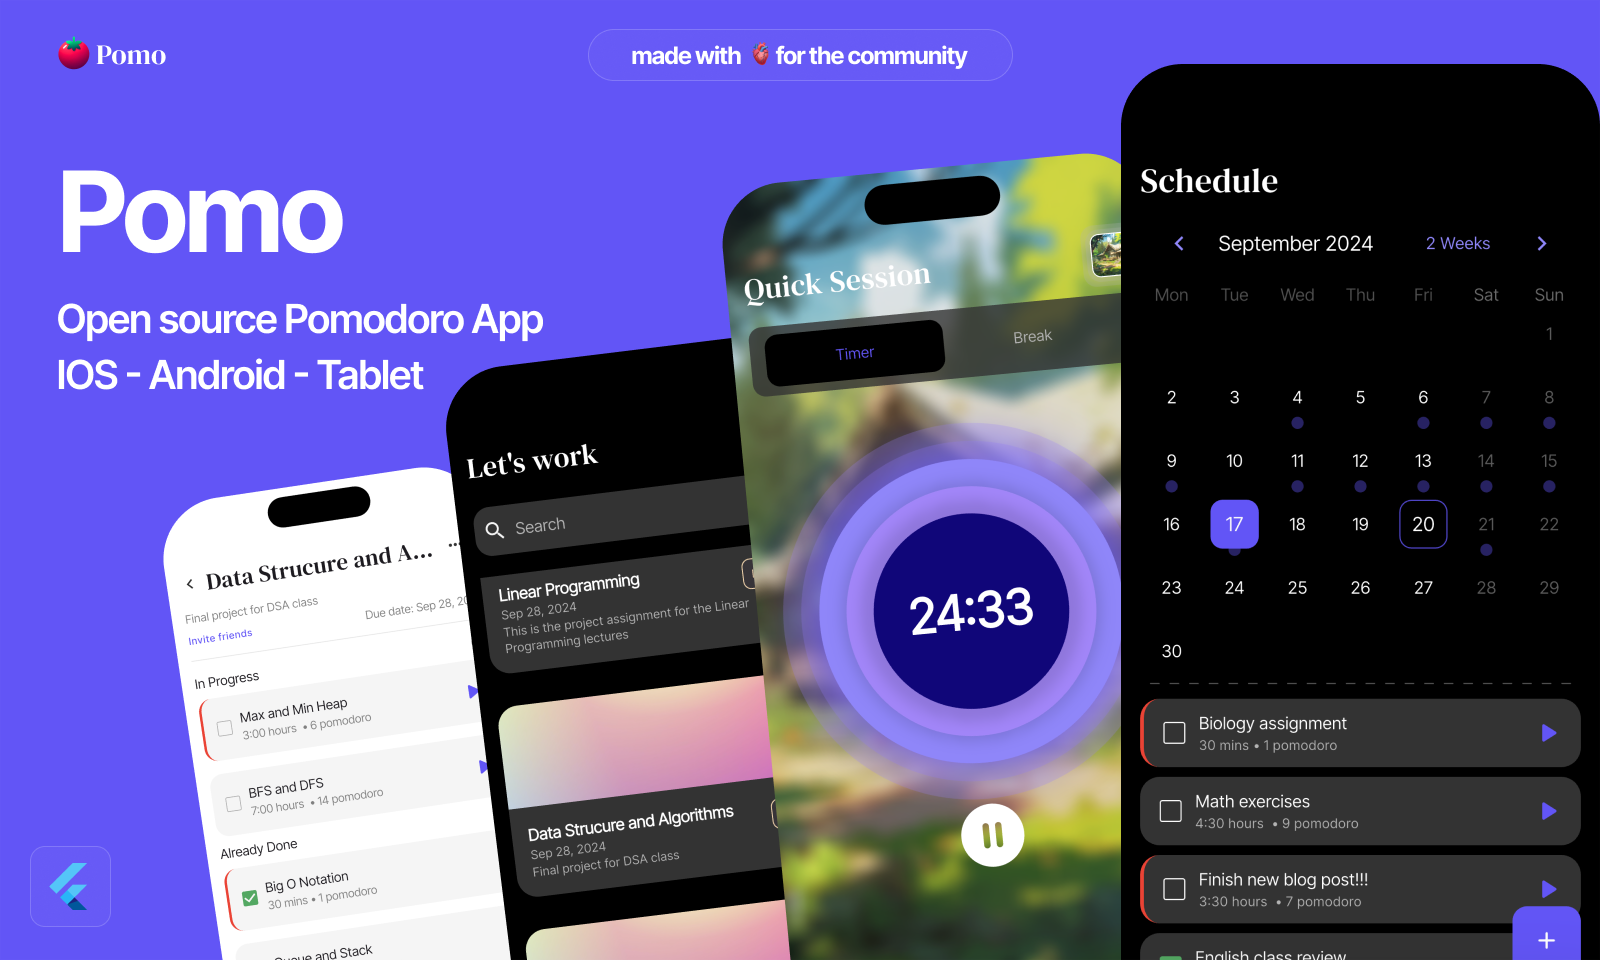 Pomo
made with for the community
Pomo
Open source Pomodoro App
IOS - Android - Tablet
Data Strucure and A... ...
Final project for DSA class
Due date: Sep 28, 20
Invite friends
In Progress
Max and Min Heap
3:00 hours • 6 pomodoro
BFS and DFS
7:00 hours • 14 pomodoro
Already Done
Big O Notation
30 mins • 1 pomodoro
Queue and Stack
Let's work
Search
Linear Programming
Sep 28, 2024
This is the project assignment for the Linear
Programming lectures
Data Strucure and Algorithms
Sep 28, 2024
Final project for DSA class
Quick Session
Timer
Break
24:33
Schedule
September 2024
2 Weeks
Mon Tue Wed Thu Fri Sat Sun
1
2 3 4 5 6 7 8
9 10 11 12 13 14 15
16 17 18 19 20 21 22
23 24 25 26 27 28 29
30
Biology assignment
30 mins • 1 pomodoro
Math exercises
4:30 hours • 9 pomodoro
Finish new blog post!!!
3:30 hours • 7 pomodoro
English class review
+